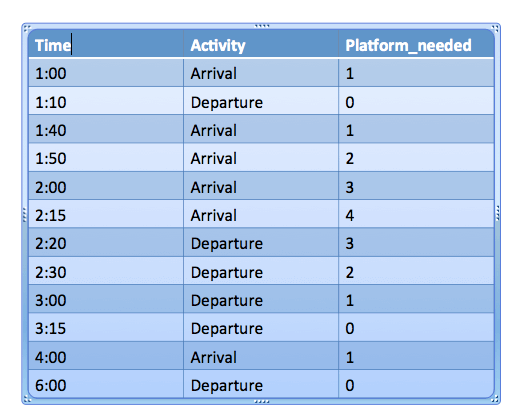 Time Activity Platform_needed
1:00 Arrival 1
1:10 Departure 0
1:40 Arrival 1
1:50 Arrival 2
2:00 Arrival 3
2:15 Arrival 4
2:20 Departure 3
2:30 Departure 2
3:00 Departure 1
3:15 Departure 0
4:00 Arrival 1
6:00 Departure 0